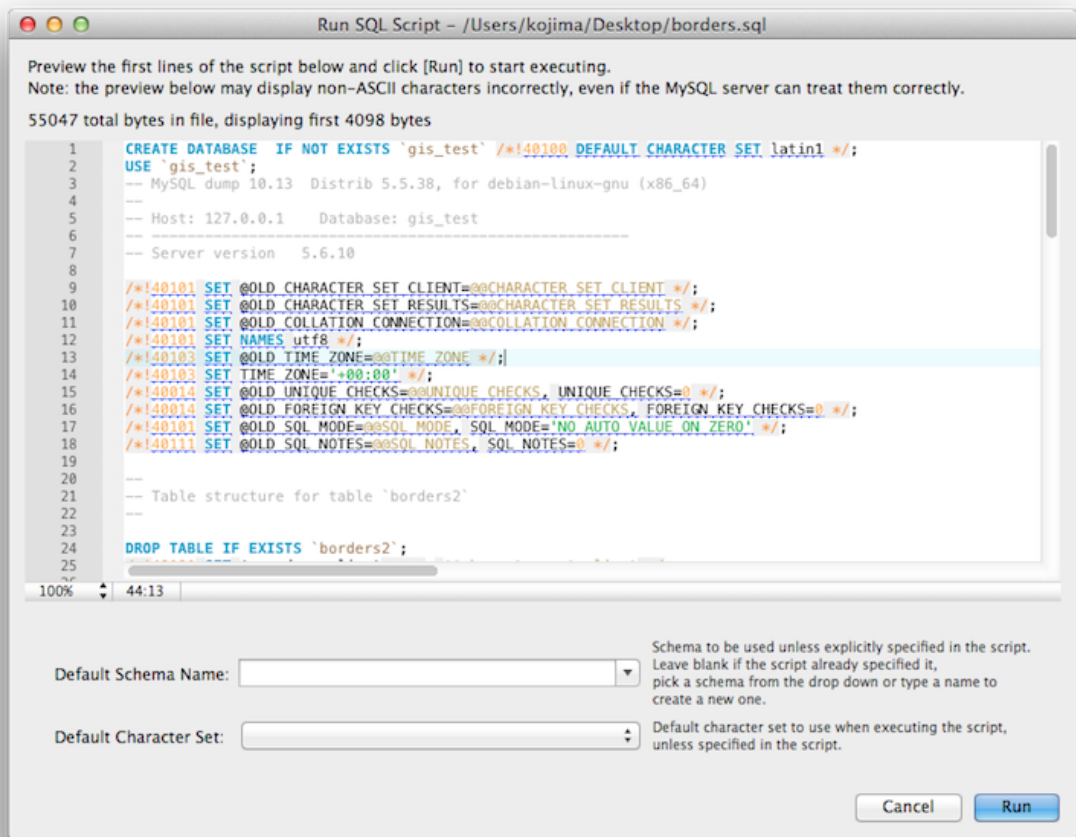 Run SQL Script – /Users/kojima/Desktop/borders.sql
Preview the first lines of the script below and click [Run] to start executing.
Note: the preview below may display non-ASCII characters incorrectly, even if the MySQL server can treat them correctly.
55047 total bytes in file, displaying first 4098 bytes
1 CREATE DATABASE  IF NOT EXISTS `gis_test` /*!40100 DEFAULT CHARACTER SET latin1 */;
2 USE `gis_test`;
3 -- MySQL dump 10.13  Distrib 5.5.38, for debian-linux-gnu (x86_64)
4 --
5 -- Host: 127.0.0.1    Database: gis_test
6 -- ------------------------------------------------------
7 -- Server version   5.6.10
8
9 /*!40101 SET @OLD_CHARACTER_SET_CLIENT=@@CHARACTER_SET_CLIENT */;
10 /*!40101 SET @OLD_CHARACTER_SET_RESULTS=@@CHARACTER_SET_RESULTS */;
11 /*!40101 SET @OLD_COLLATION_CONNECTION=@@COLLATION_CONNECTION */;
12 /*!40101 SET NAMES utf8 */;
13 /*!40103 SET @OLD_TIME_ZONE=@@TIME_ZONE */;
14 /*!40103 SET TIME_ZONE='+00:00' */;
15 /*!40014 SET @OLD_UNIQUE_CHECKS=@@UNIQUE_CHECKS, UNIQUE_CHECKS=0 */;
16 /*!40014 SET @OLD_FOREIGN_KEY_CHECKS=@@FOREIGN_KEY_CHECKS, FOREIGN_KEY_CHECKS=0 */;
17 /*!40101 SET @OLD_SQL_MODE=@@SQL_MODE, SQL_MODE='NO_AUTO_VALUE_ON_ZERO' */;
18 /*!40111 SET @OLD_SQL_NOTES=@@SQL_NOTES, SQL_NOTES=0 */;
19
20 --
21 -- Table structure for table `borders2`
22 --
23
24 DROP TABLE IF EXISTS `borders2`;
25
100% 44:13
Default Schema Name:
Schema to be used unless explicitly specified in the script.
Leave blank if the script already specified it,
pick a schema from the drop down or type a name to
create a new one.
Default Character Set:
Default character set to use when executing the script,
unless specified in the script.
Cancel Run